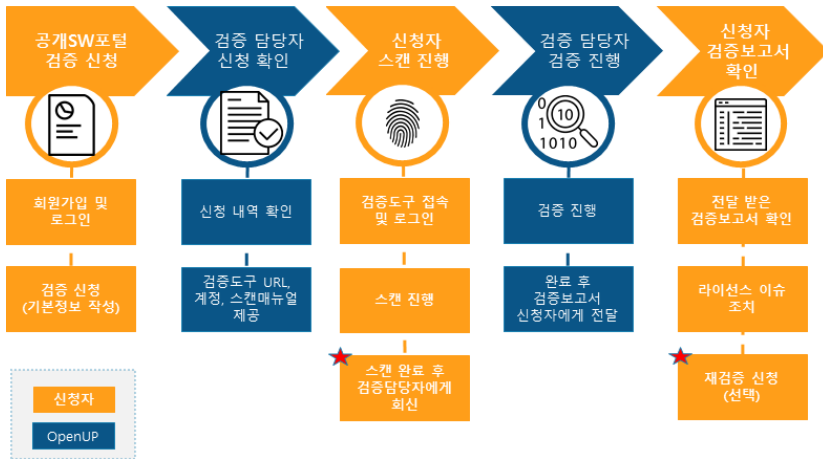 공개SW포털
검증 신청
검증 담당자
신청 확인
신청자
스캔 진행
검증 담당자
검증 진행
신청자
검증보고서
확인
0
1
10
1010
회원가입 및
로그인
신청 내역 확인
검증도구 접속
및 로그인
검증 진행
전달 받은
검증보고서 확인
검증 신청
(기본정보 작성)
검증도구 URL,
계정, 스캔매뉴얼
제공
스캔 진행
완료 후
검증보고서
신청자에게 전달
라이선스 이슈
조치
스캔 완료 후
검증담당자에게
회신
재검증 신청
(선택)
신청자
OpenUP